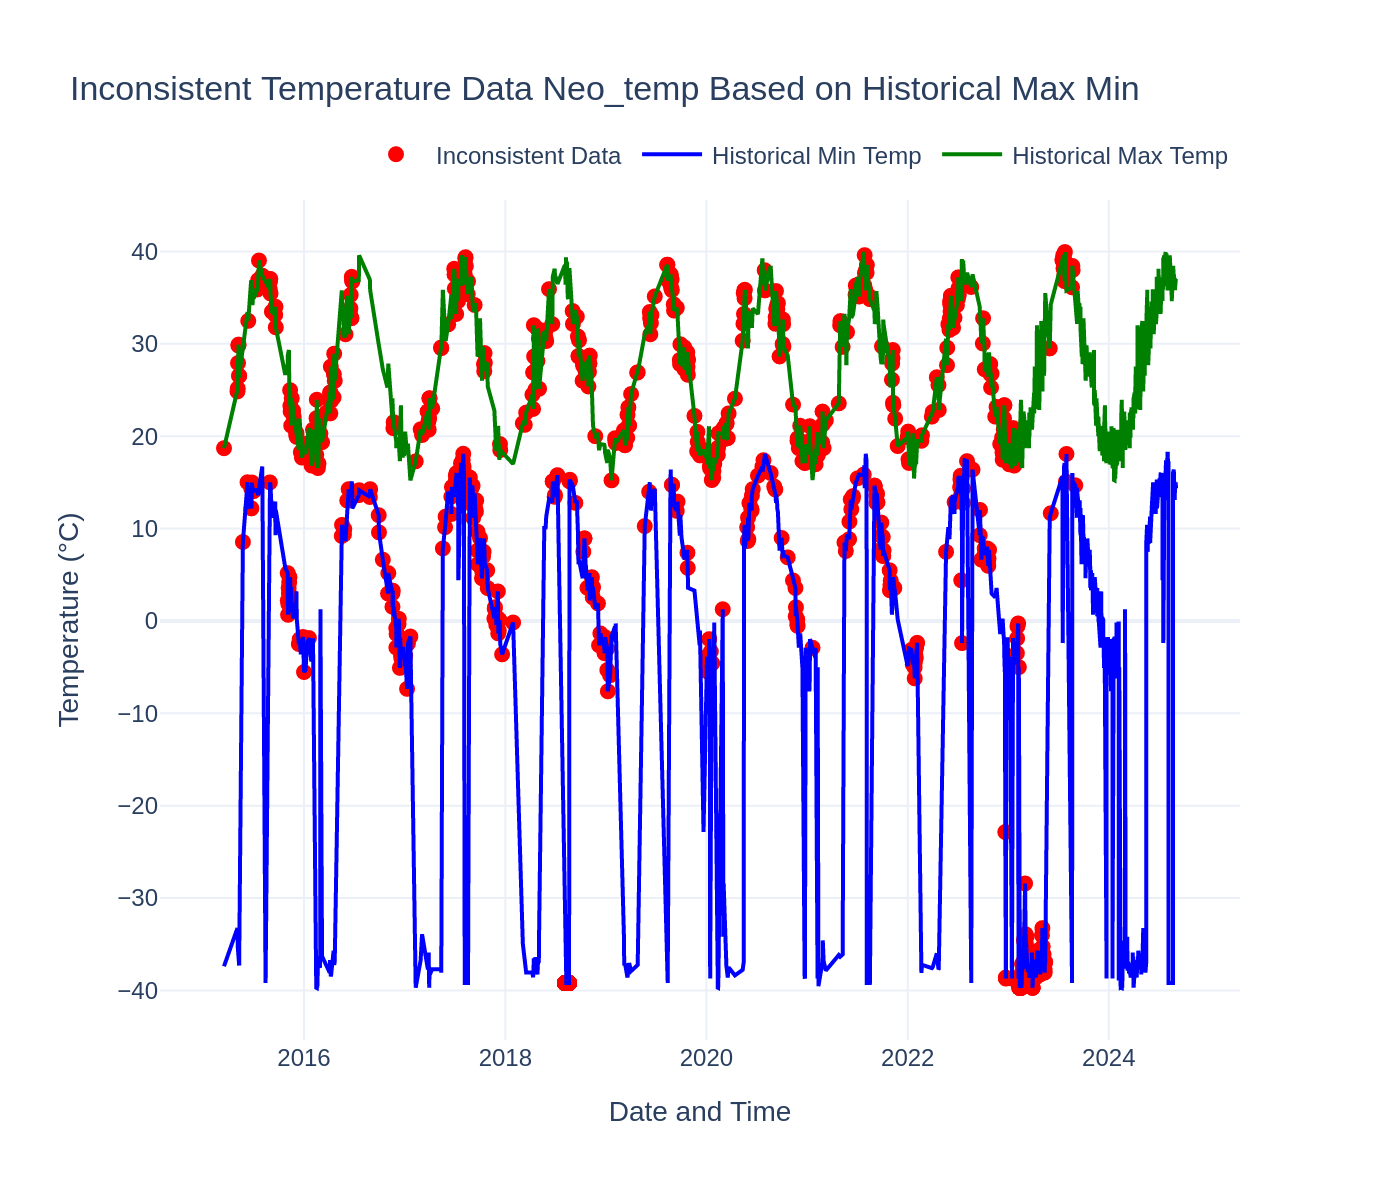 Inconsistent Temperature Data Neo_temp Based on Historical Max Min
Inconsistent Data Historical Min Temp Historical Max Temp
40
30
20
10
0
−10
−20
−30
−40
Temperature (°C)
2016 2018 2020 2022 2024
Date and Time